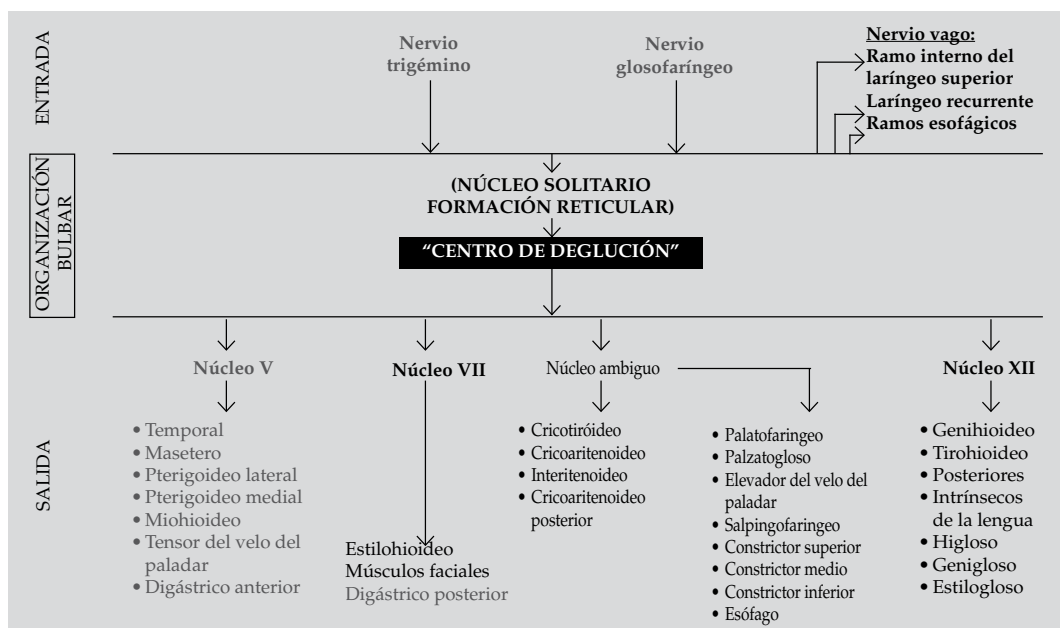 ENTRADA
Nervio
trigémino
Nervio
glosofaríngeo
Nervio vago:
Ramo interno del
laríngeo superior
Laríngeo recurrente
Ramos esofágicos
ORGANIZACIÓN
BULBAR
(NÚCLEO SOLITARIO
FORMACIÓN RETICULAR)
“CENTRO DE DEGLUCIÓN”
SALIDA
Núcleo V
• Temporal
• Masetero
• Pterigoideo lateral
• Pterigoideo medial
• Miohioideo
• Tensor del velo del
paladar
• Digástrico anterior
Núcleo VII
Estilohioideo
Músculos faciales
Digástrico posterior
Núcleo ambiguo
• Cricotiróideo
• Cricoaritenoideo
• Interitenoideo
• Cricoaritenoideo
posterior
• Palatofaringeo
• Palzatogloso
• Elevador del velo del
paladar
• Salpingofaringeo
• Constrictor superior
• Constrictor medio
• Constrictor inferior
• Esófago
Núcleo XII
• Genihioideo
• Tirohioideo
• Posteriores
• Intrínsecos
de la lengua
• Higloso
• Genigloso
• Estilogloso